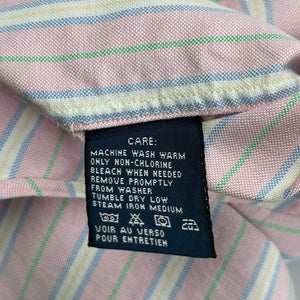 CARE:
MACHINE WASH WARM
ONLY NON-CHLORINE
BLEACH WHEN NEEDED
REMOVE PROMPTLY
FROM WASHER
TUMBLE DRY LOW
STEAM IRON MEDIUM
VOIR AU VERSO
POUR ENTRETIEN